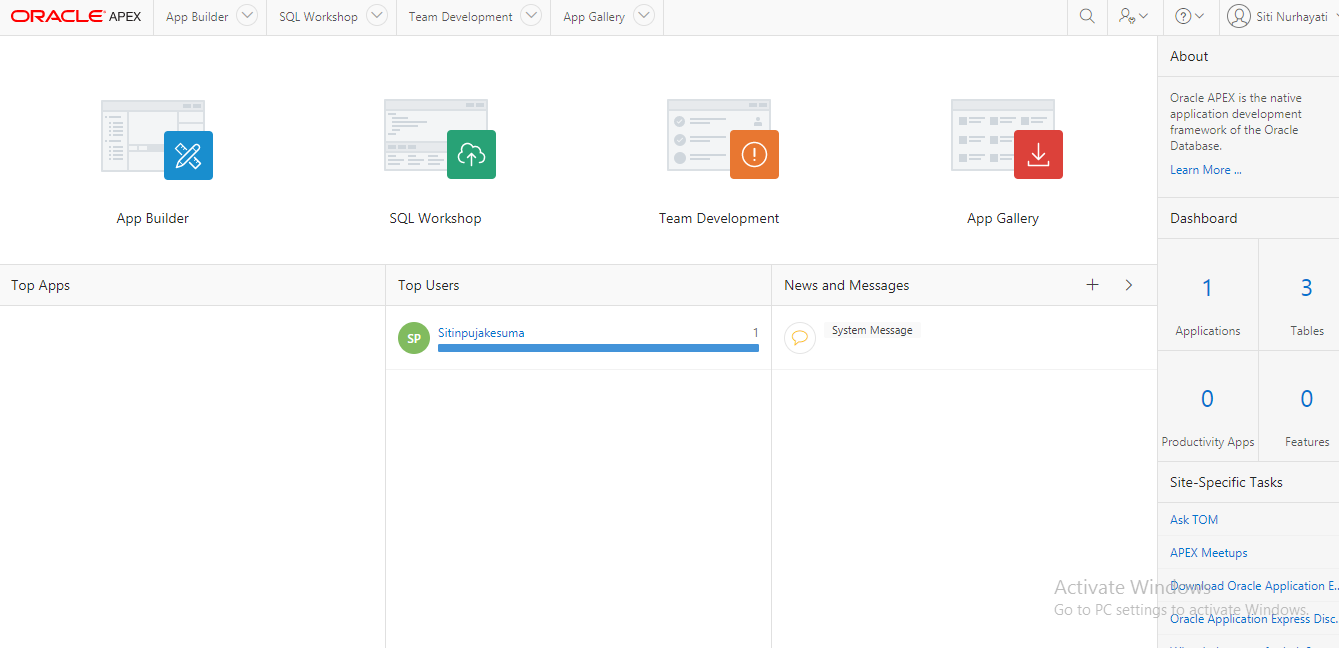 ORACLE APEX App Builder SQL Workshop Team Development App Gallery Siti Nurhayati
App Builder
SQL Workshop
Team Development
App Gallery
Top Apps
Top Users
SP Sitinpujakesuma 1
News and Messages
System Message
About
Oracle APEX is the native
application development
framework of the Oracle
Database.
Learn More ...
Dashboard
1
Applications
3
Tables
0
Productivity Apps
0
Features
Site-Specific Tasks
Ask TOM
APEX Meetups
Download Oracle Application E...
Oracle Application Express Disc...
Activate Windows
Go to PC settings to activate Windows.